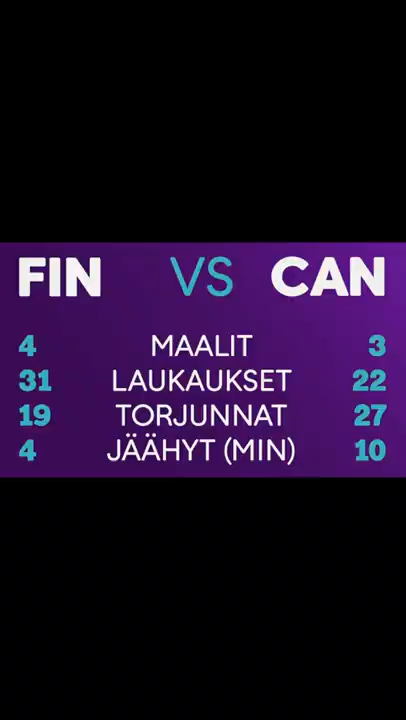 FIN VS CAN
4 MAALIT 3
31 LAUKAUKSET 22
19 TORJUNNAT 27
4 JÄÄHYT (MIN) 10